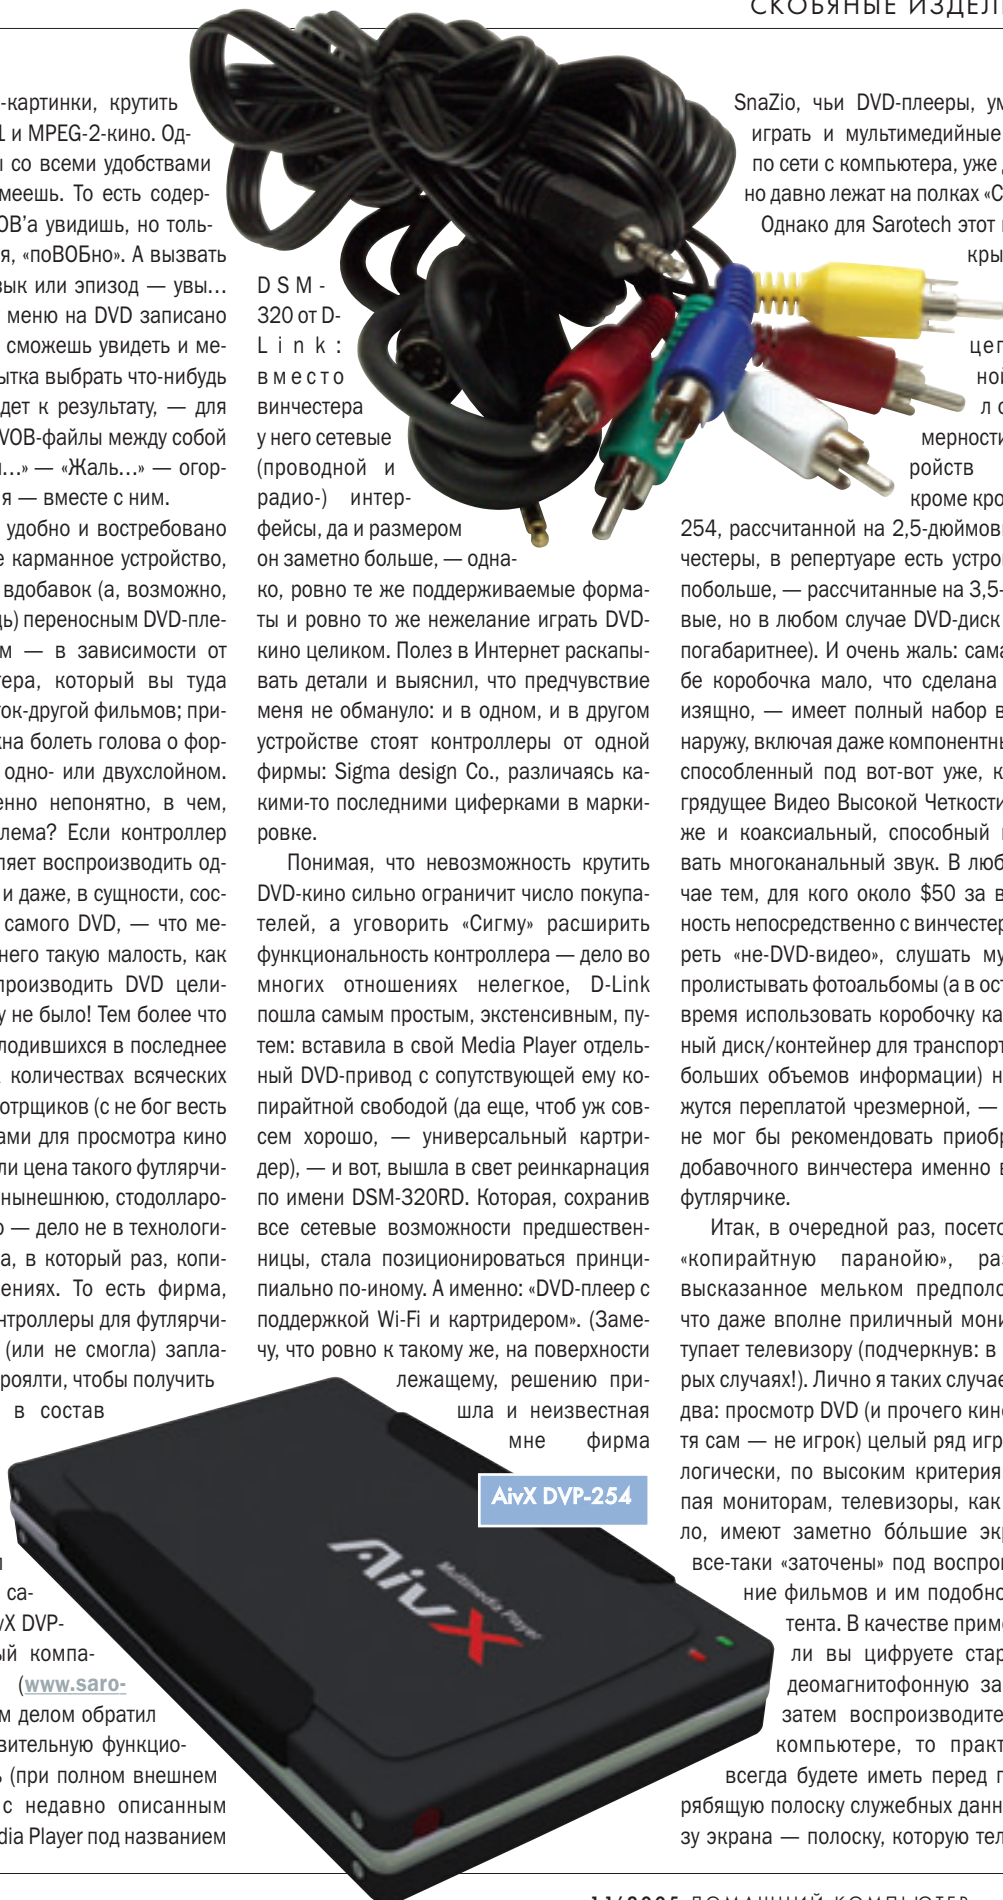 СКОБЯНЫЕ ИЗДЕЛ
-картинки, крутить
и MPEG-2-кино. Од-
со всеми удобствами
меешь. То есть содер-
ОВ’а увидишь, но толь-
я, «поВОБно». А вызвать
зык или эпизод — увы...
меню на DVD записано
сможешь увидеть и ме-
ытка выбрать что-нибудь
дет к результату, — для
VOB-файлы между собой
...» — «Жаль...» — огор-
я — вместе с ним.
удобно и востребовано
е карманное устройство,
вдобавок (а, возможно,
дь) переносным DVD-пле-
м — в зависимости от
тера, который вы туда
ток-другой фильмов; при-
жна болеть голова о фор-
одно- или двухслойном.
енно непонятно, в чем,
лема? Если контроллер
ляет воспроизводить од-
и даже, в сущности, сос-
самого DVD, — что ме-
него такую малость, как
производить DVD цели-
у не было! Тем более что
лодившихся в последнее
количествах всяческих
отрщиков (с не бог весть
ами для просмотра кино
ли цена такого футлярчи-
нынешнюю, стодолларо-
о — дело не в технологи-
а, в который раз, копи-
ениях. То есть фирма,
нтроллеры для футлярчи-
(или не смогла) запла-
роялти, чтобы получить
в состав
са-
vX DVP-
ый компа-
(www.saro-
м делом обратил
вительную функцио-
ь (при полном внешнем
с недавно описанным
dia Player под названием
DSM-
320 от D-
Link:
вместо
винчестера
у него сетевые
(проводной и
радио-) интер-
фейсы, да и размером
он заметно больше, — одна-
ко, ровно те же поддерживаемые форма-
ты и ровно то же нежелание играть DVD-
кино целиком. Полез в Интернет раскапы-
вать детали и выяснил, что предчувствие
меня не обмануло: и в одном, и в другом
устройстве стоят контроллеры от одной
фирмы: Sigma design Co., различаясь ка-
кими-то последними циферками в марки-
ровке.
Понимая, что невозможность крутить
DVD-кино сильно ограничит число покупа-
телей, а уговорить «Сигму» расширить
функциональность контроллера — дело во
многих отношениях нелегкое, D-Link
пошла самым простым, экстенсивным, пу-
тем: вставила в свой Media Player отдель-
ный DVD-привод с сопутствующей ему ко-
пирайтной свободой (да еще, чтоб уж сов-
сем хорошо, — универсальный картри-
дер), — и вот, вышла в свет реинкарнация
по имени DSM-320RD. Которая, сохранив
все сетевые возможности предшествен-
ницы, стала позиционироваться принци-
пиально по-иному. А именно: «DVD-плеер с
поддержкой Wi-Fi и картридером». (Заме-
чу, что ровно к такому же, на поверхности
лежащему, решению при-
шла и неизвестная
мне фирма
AivX DVP-254
AivX
Multimedia Player
SnaZio, чьи DVD-плееры, ум
играть и мультимедийные
по сети с компьютера, уже
но давно лежат на полках «С
Однако для Sarotech этот
кры
цеп
ной
л с
мерности
ройств
кроме кро
254, рассчитанной на 2,5-дюймов
честеры, в репертуаре есть устро
побольше, — рассчитанные на 3,5-
вые, но в любом случае DVD-диск
погабаритнее). И очень жаль: сама
бе коробочка мало, что сделана
изящно, — имеет полный набор в
наружу, включая даже компонентн
способленный под вот-вот уже, к
грядущее Видео Высокой Четкости
же и коаксиальный, способный
вать многоканальный звук. В люб
чае тем, для кого около $50 за в
ность непосредственно с винчестер
реть «не-DVD-видео», слушать му
пролистывать фотоальбомы (а в ост
время использовать коробочку ка
ный диск/контейнер для транспорт
больших объемов информации) н
жутся переплатой чрезмерной, —
не мог бы рекомендовать приобр
добавочного винчестера именно в
футлярчике.
Итак, в очередной раз, посето
«копирайтную паранойю», раз
высказанное мельком предполо
что даже вполне приличный мони
тупает телевизору (подчеркнув: в
рых случаях!). Лично я таких случае
два: просмотр DVD (и прочего кино
тя сам — не игрок) целый ряд игр
логически, по высоким критерия
пая мониторам, телевизоры, как
ло, имеют заметно бóльшие экр
все-таки «заточены» под воспрои
ние фильмов и им подобно
тента. В качестве приме
ли вы цифруете стар
деомагнитофонную за
затем воспроизводите
компьютере, то практ
всегда будете иметь перед г
рябящую полоску служебных данн
зу экрана — полоску, которую тел
11/2005 ДОМАШНИЙ КОМПЬЮТЕР